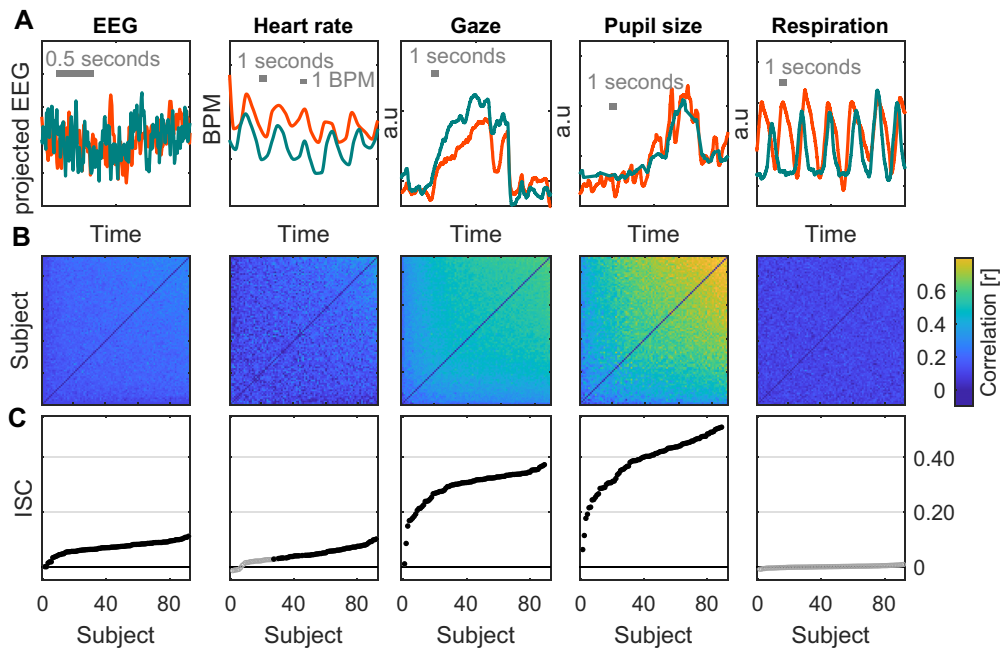 A
EEG
Heart rate
Gaze
Pupil size
Respiration
projected EEG
0.5 seconds
BPM
1 seconds
1 BPM
a.u
1 seconds
a.u
1 seconds
a.u
1 seconds
Time
Time
Time
Time
Time
B
Subject
0.6
0.4
0.2
0
Correlation [r]
C
ISC
0.40
0.20
0
0 40 80
0 40 80
0 40 80
0 40 80
0 40 80
Subject
Subject
Subject
Subject
Subject